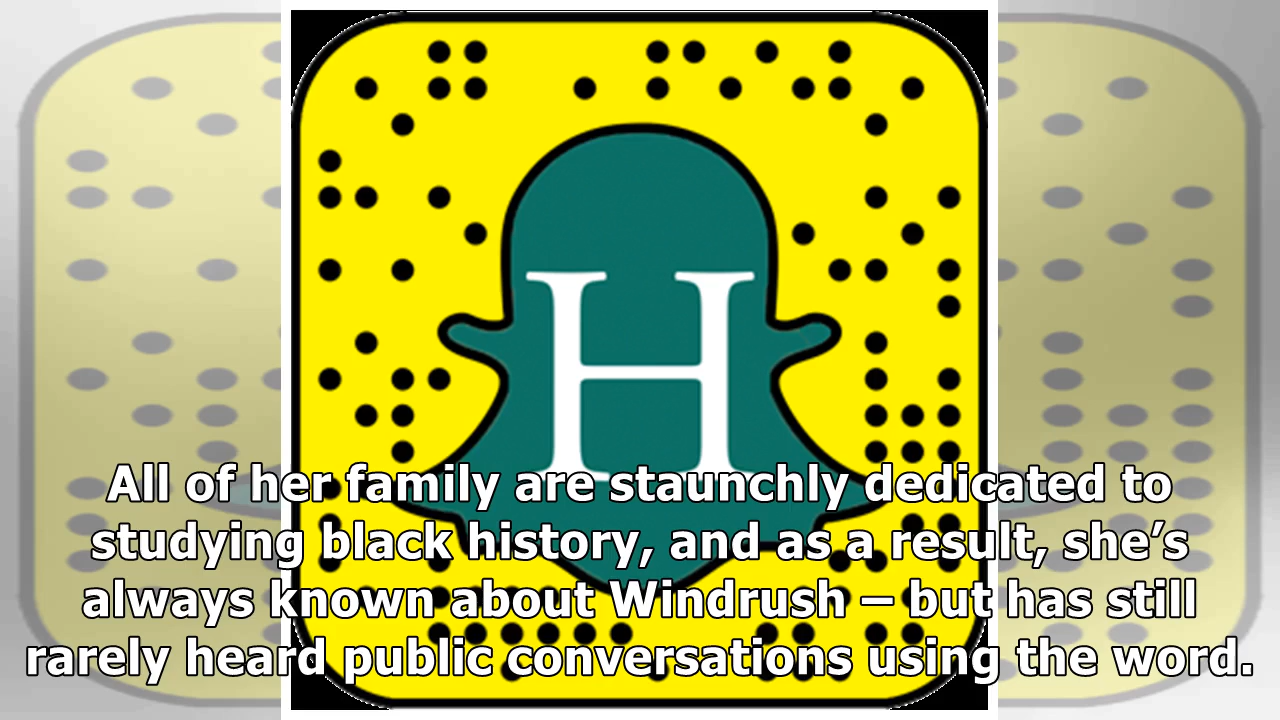 H
All of her family are staunchly dedicated to
studying black history, and as a result, she’s
always known about Windrush – but has still
rarely heard public conversations using the word.